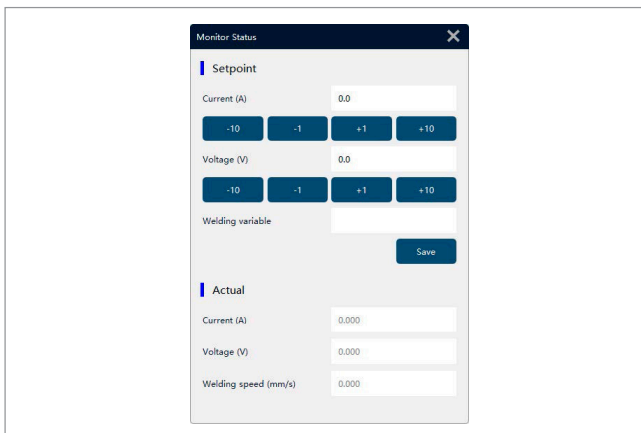 Monitor Status
Setpoint
Current (A) 0.0
-10 -1 +1 +10
Voltage (V) 0.0
-10 -1 +1 +10
Welding variable
Save
Actual
Current (A) 0.000
Voltage (V) 0.000
Welding speed (mm/s) 0.000